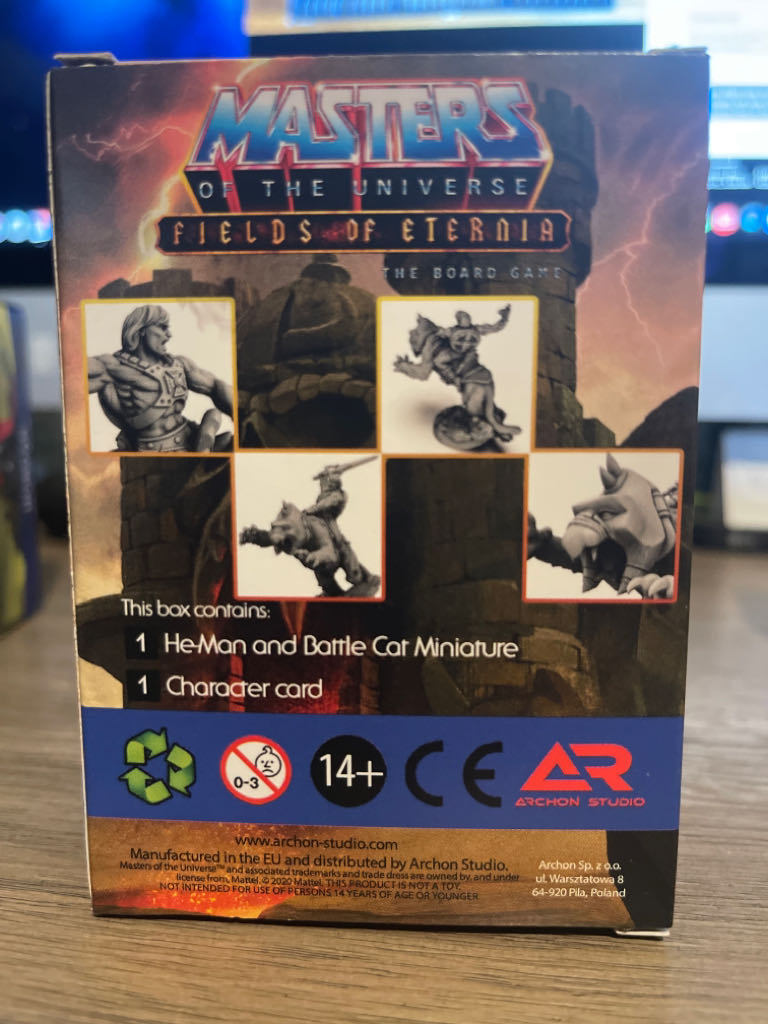 MASTERS
OF THE UNIVERSE
FIELDS OF ETERNIA
THE BOARD GAME
This box contains:
1 He-Man and Battle Cat Miniature
1 Character card
0-3
14+
CE
AR
ARCHON STUDIO
www.archon-studio.com
Manufactured in the EU and distributed by Archon Studio.
Masters of the Universe™ and associated trademarks and trade dress are owned by, and under
license from, Mattel. © 2020 Mattel. THIS PRODUCT IS NOT A TOY.
NOT INTENDED FOR USE OF PERSONS 14 YEARS OF AGE OR YOUNGER
Archon Sp. z o.o.
ul. Warsztatowa 8
64-920 Pila, Poland